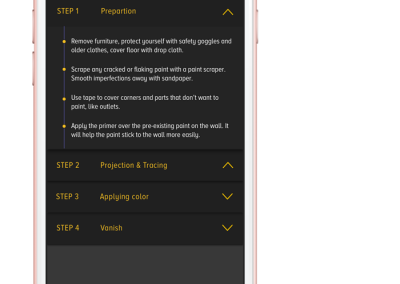 STEP 1 Prepartion
Remove furniture, protect yourself with safety goggles and
older clothes, cover floor with drop cloth.
Scrape any cracked or flaking paint with a paint scraper.
Smooth imperfections away with sandpaper.
Use tape to cover corners and parts that don't want to
paint, like outlets.
Apply the primer over the pre-existing paint on the wall. It
will help the paint stick to the wall more easily.
STEP 2 Projection & Tracing
STEP 3 Applying color
STEP 4 Vanish